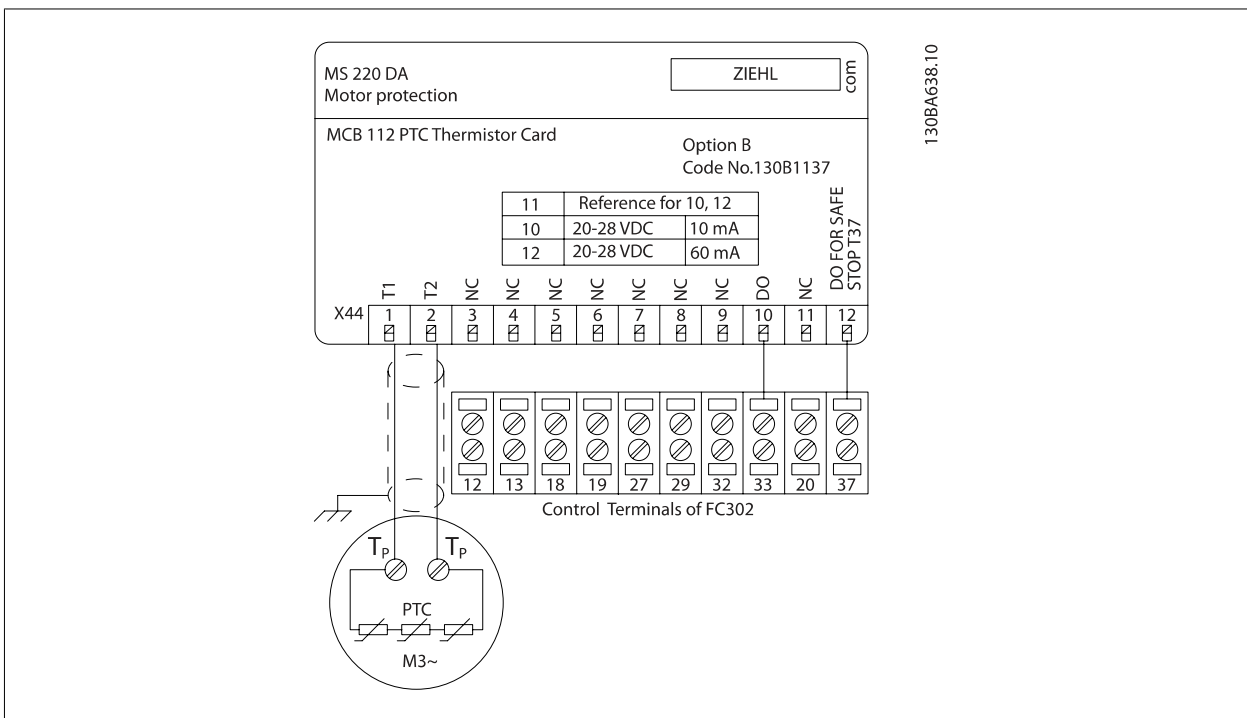 MS 220 DA
Motor protection
ZIEHL
com
130BA638.10
MCB 112 PTC Thermistor Card
Option B
Code No.130B1137
11 Reference for 10, 12
10 20-28 VDC 10 mA
12 20-28 VDC 60 mA
DO FOR SAFE
STOP T37
T1 T2 NC NC NC NC NC NC NC DO NC
X44 1 2 3 4 5 6 7 8 9 10 11 12
12 13 18 19 27 29 32 33 20 37
Control Terminals of FC302
TP TP
PTC
M3~